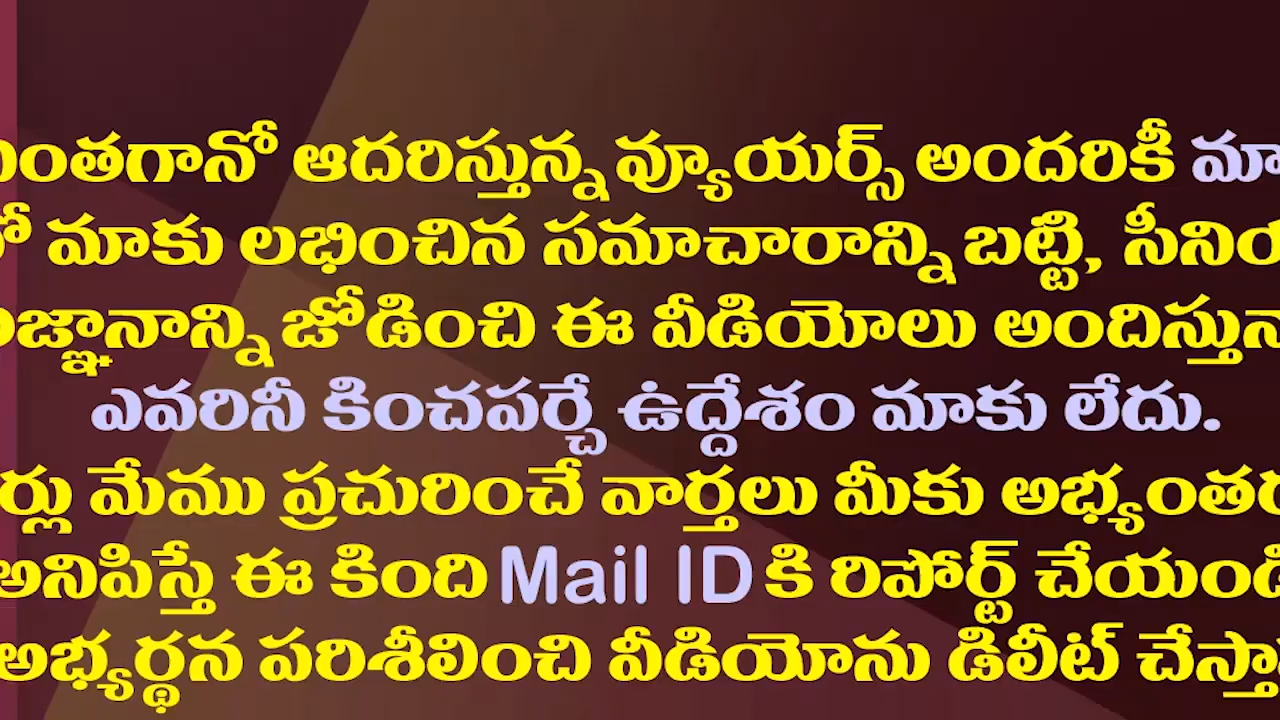 ఆదరిస్తున్న వ్యూయర్స్ అందరికీ మా
మాకు లభించిన సమాచారాన్ని బట్టి, సీనియ
జ్ఞానాన్ని జోడించి ఈ వీడియోలు అందిస్తున
ఎవరినీ కించపర్చే ఉద్దేశం మాకు లేదు.
ర్లు మేము ప్రచురించే వార్తలు మీకు అభ్యంతర
అనిపిస్తే ఈ కింది Mail ID కి రిపోర్ట్ చేయండి
అభ్యర్థన పరిశీలించి వీడియోను డిలీట్ చేస్తా